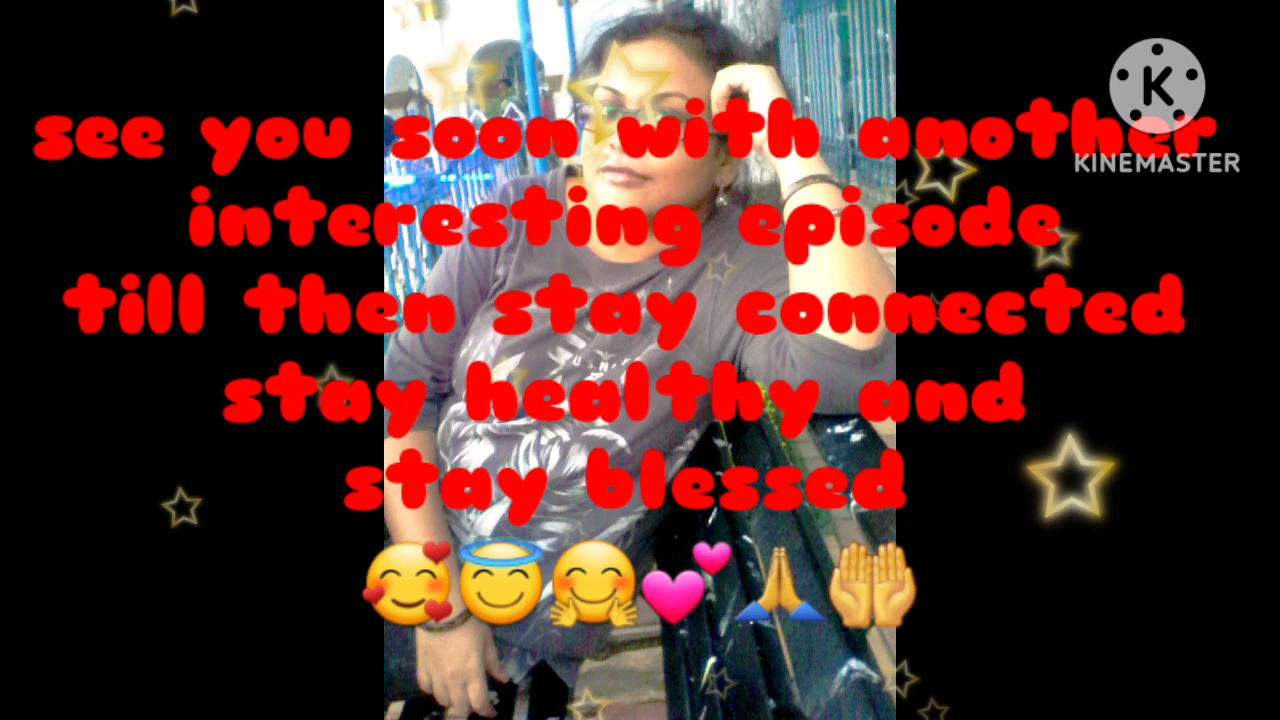 see you soon with another
interesting episode
till then stay connected
stay healthy and
stay blessed
🥰😇🤗💕🙏🤲
K
KINEMASTER